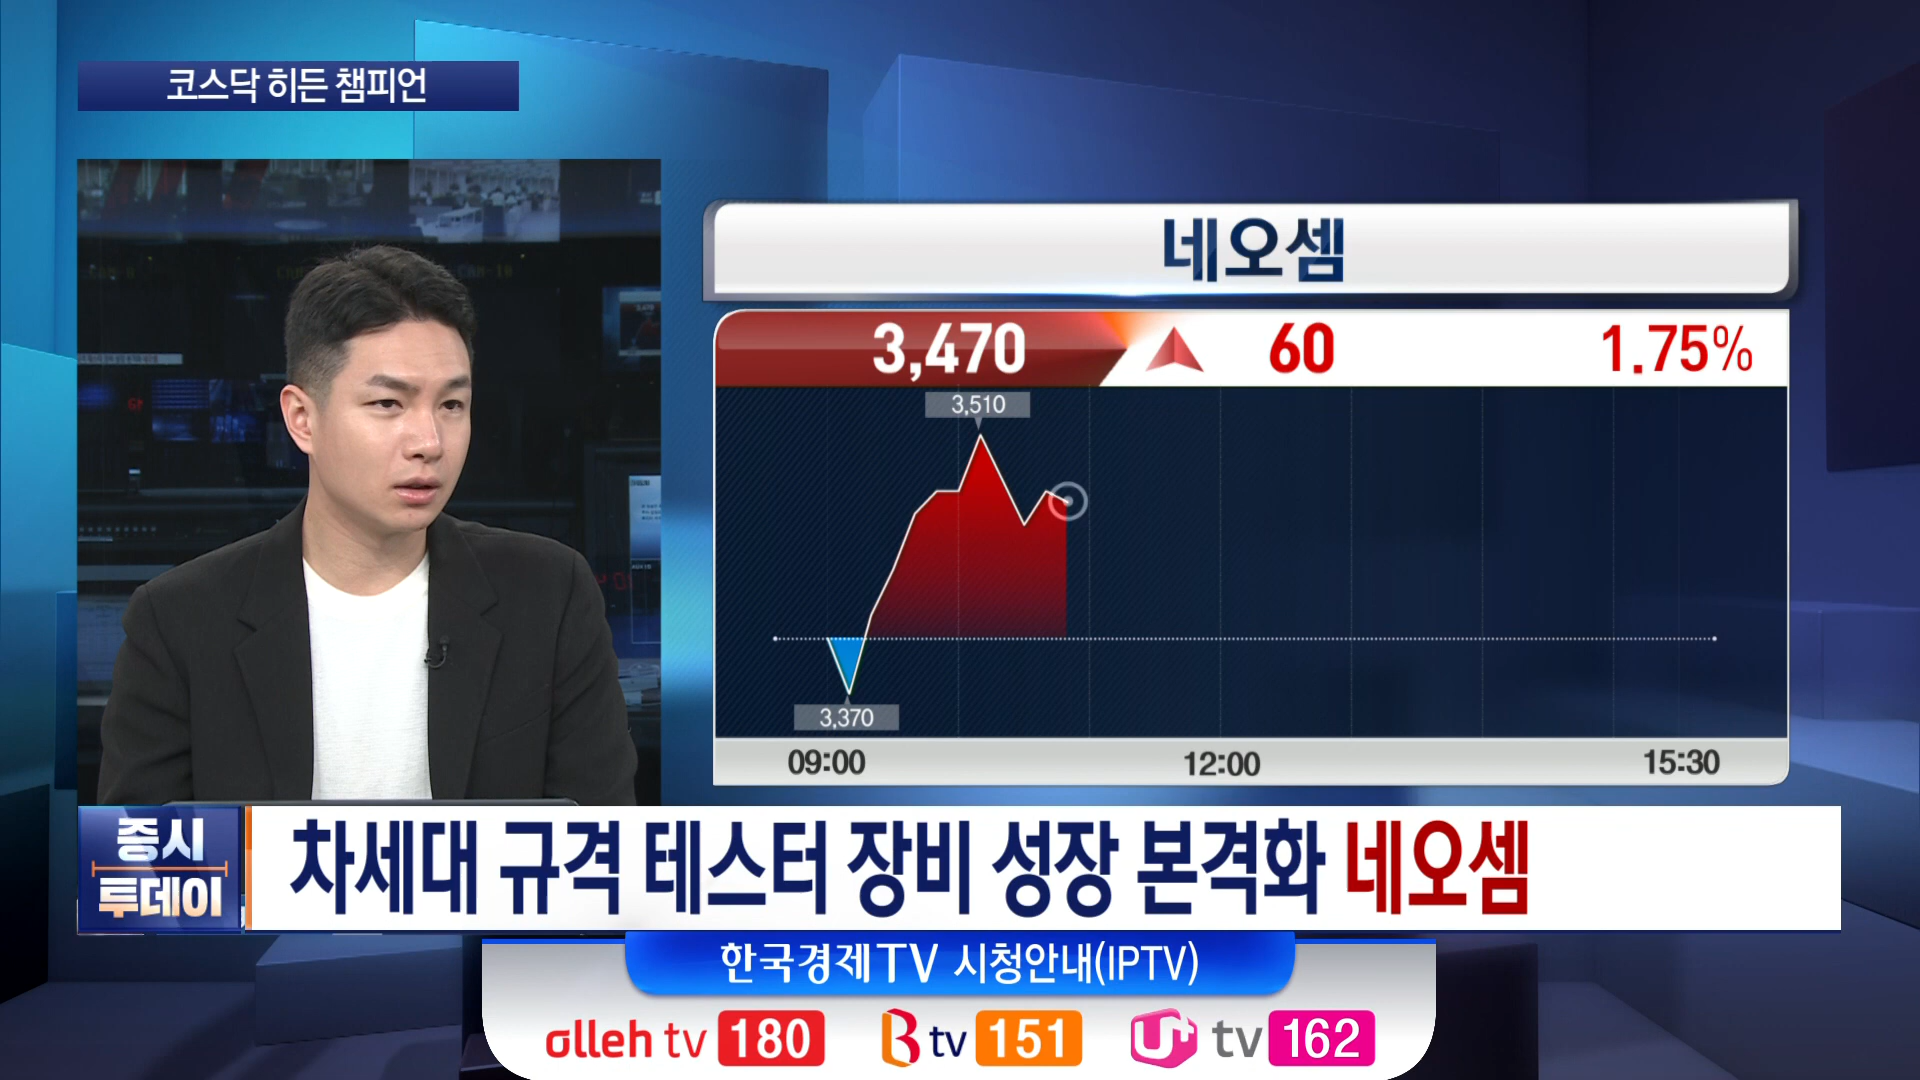 코스닥 히든 챔피언
네오셈
3,470 ▲ 60 1.75%
3,510
3,370
09:00 12:00 15:30
증시
투데이
차세대 규격 테스터 장비 성장 본격화 네오셈
한국경제TV 시청안내(IPTV)
olleh tv 180 B tv 151 U+ tv 162